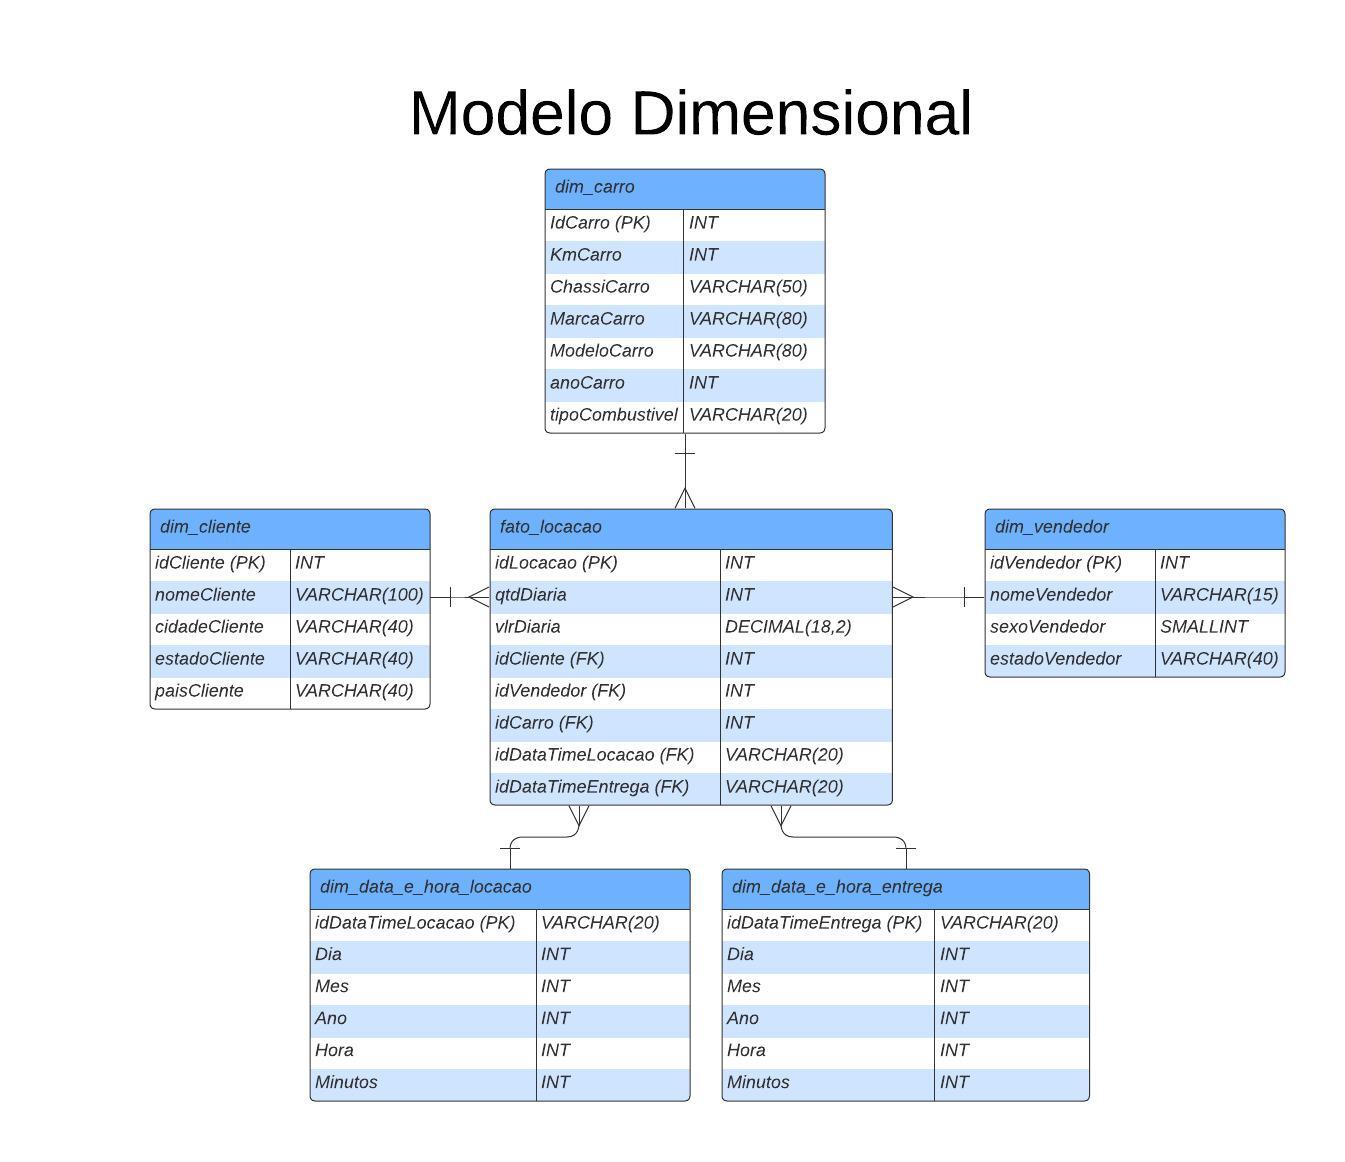 Modelo Dimensional
dim_carro
IdCarro (PK) INT
KmCarro INT
ChassiCarro VARCHAR(50)
MarcaCarro VARCHAR(80)
ModeloCarro VARCHAR(80)
anoCarro INT
tipoCombustivel VARCHAR(20)
dim_cliente
idCliente (PK) INT
nomeCliente VARCHAR(100)
cidadeCliente VARCHAR(40)
estadoCliente VARCHAR(40)
paisCliente VARCHAR(40)
fato_locacao
idLocacao (PK) INT
qtdDiaria INT
vlrDiaria DECIMAL(18,2)
idCliente (FK) INT
idVendedor (FK) INT
idCarro (FK) INT
idDataTimeLocacao (FK) VARCHAR(20)
idDataTimeEntrega (FK) VARCHAR(20)
dim_vendedor
idVendedor (PK) INT
nomeVendedor VARCHAR(15)
sexoVendedor SMALLINT
estadoVendedor VARCHAR(40)
dim_data_e_hora_locacao
idDataTimeLocacao (PK) VARCHAR(20)
Dia INT
Mes INT
Ano INT
Hora INT
Minutos INT
dim_data_e_hora_entrega
idDataTimeEntrega (PK) VARCHAR(20)
Dia INT
Mes INT
Ano INT
Hora INT
Minutos INT